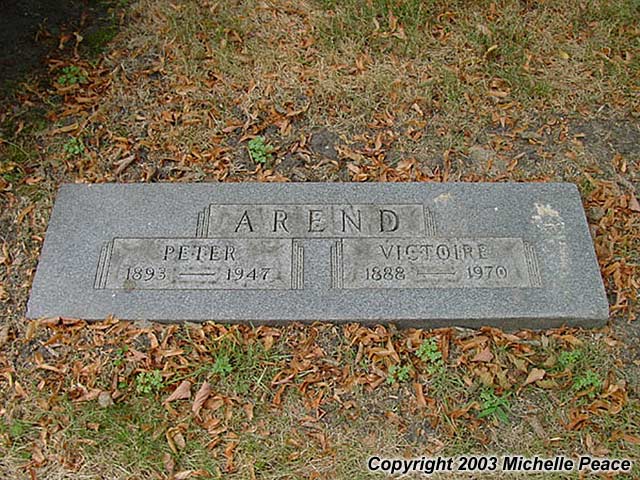 AREND
PETER
1893 — 1947
VICTOIRE
1888 — 1970
Copyright 2003 Michelle Peace